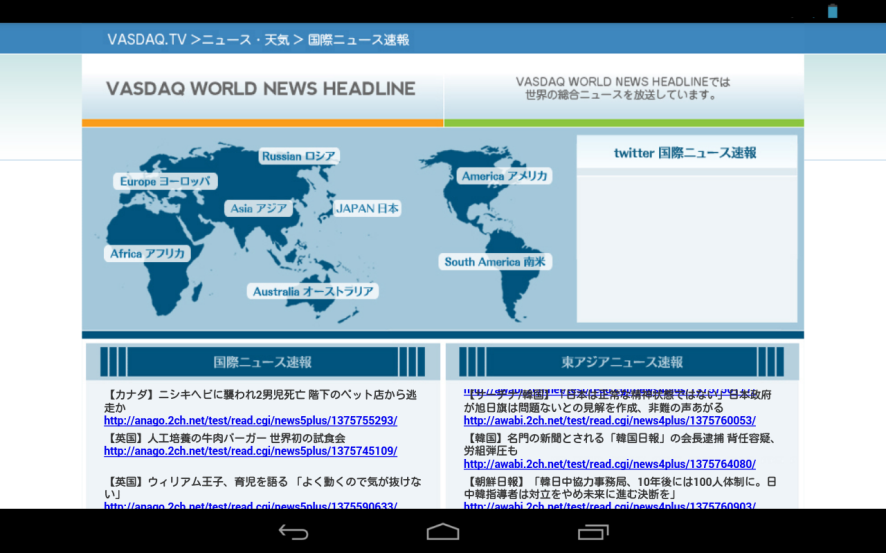 VASDAQ.TV >ニュース・天気 > 国際ニュース速報
VASDAQ WORLD NEWS HEADLINE
VASDAQ WORLD NEWS HEADLINEでは
世界の総合ニュースを放送しています。
Russian ロシア
Europe ヨーロッパ
Asia アジア
JAPAN 日本
Africa アフリカ
Australia オーストラリア
America アメリカ
South America 南米
twitter 国際ニュース速報
国際ニュース速報
【カナダ】ニシキヘビに襲われ2男児死亡 階下のペット店から逃
走か
http://anago.2ch.net/test/read.cgi/news5plus/1375755293/
【英国】人工培養の牛肉バーガー 世界初の試食会
http://anago.2ch.net/test/read.cgi/news5plus/1375745109/
【英国】ウィリアム王子、育児を語る 「よく動くので気が抜けな
い」
http://anago.2ch.net/test/read.cgi/news5plus/1375590633/
東アジアニュース速報
「日本は正常な精神状態ではない」日本政府
が旭日旗は問題ないとの見解を作成、非難の声あがる
http://awabi.2ch.net/test/read.cgi/news4plus/1375760053/
【韓国】名門の新聞とされる「韓国日報」の会長逮捕 背任容疑、
労組弾圧も
http://awabi.2ch.net/test/read.cgi/news4plus/1375764080/
【朝鮮日報】「韓日中協力事務局、10年後には100人体制に。日
中韓指導者は対立をやめ未来に進む決断を」
http://awabi.2ch.net/test/read.cgi/news4plus/1375760903/